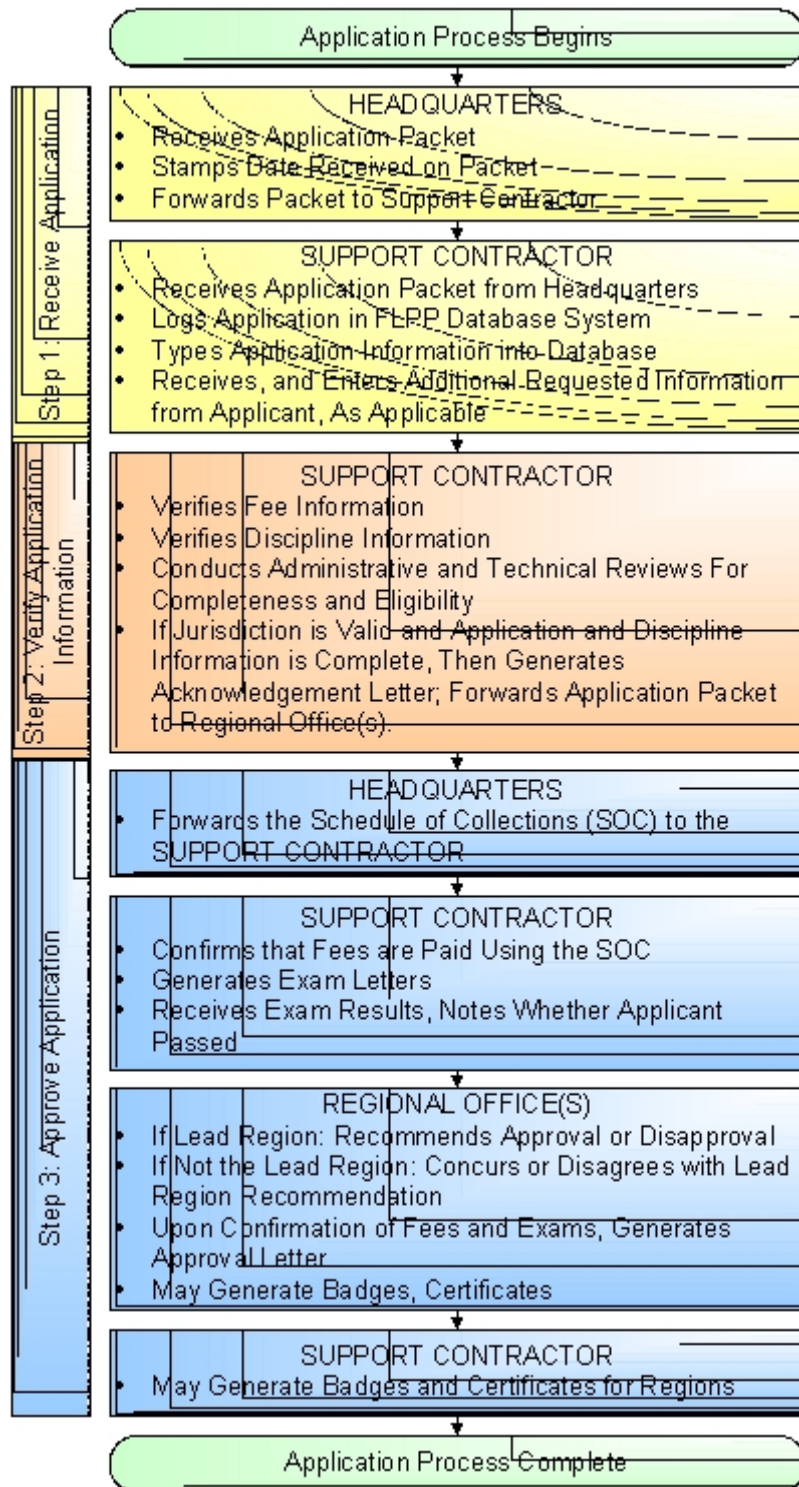 Application Process Begins
Step 1: Receive Application
HEADQUARTERS
• Receives Application Packet
• Stamps Date Received on Packet
• Forwards Packet to Support Contractor
SUPPORT CONTRACTOR
• Receives Application Packet from Headquarters
• Logs Application in FLPP Database System
• Types Application Information into Database
• Receives, and Enters Additional Requested Information
from Applicant, As Applicable
Step 2: Verify Application
Information
SUPPORT CONTRACTOR
• Verifies Fee Information
• Verifies Discipline Information
• Conducts Administrative and Technical Reviews For
Completeness and Eligibility
• If Jurisdiction is Valid and Application and Discipline
Information is Complete, Then Generates
Acknowledgement Letter; Forwards Application Packet
to Regional Office(s).
Step 3: Approve Application
HEADQUARTERS
• Forwards the Schedule of Collections (SOC) to the
SUPPORT CONTRACTOR
SUPPORT CONTRACTOR
• Confirms that Fees are Paid Using the SOC
• Generates Exam Letters
• Receives Exam Results, Notes Whether Applicant
Passed
REGIONAL OFFICE(S)
• If Lead Region: Recommends Approval or Disapproval
• If Not the Lead Region: Concurs or Disagrees with Lead
Region Recommendation
• Upon Confirmation of Fees and Exams, Generates
Approval Letter
• May Generate Badges, Certificates
SUPPORT CONTRACTOR
• May Generate Badges and Certificates for Regions
Application Process Complete